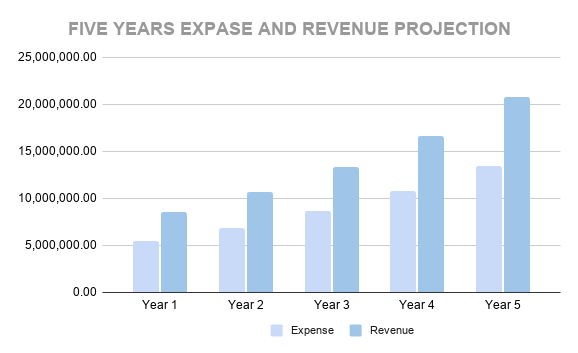 FIVE YEARS EXPASE AND REVENUE PROJECTION
25,000,000.00
20,000,000.00
15,000,000.00
10,000,000.00
5,000,000.00
0.00
Year 1 Year 2 Year 3 Year 4 Year 5
Expense Revenue